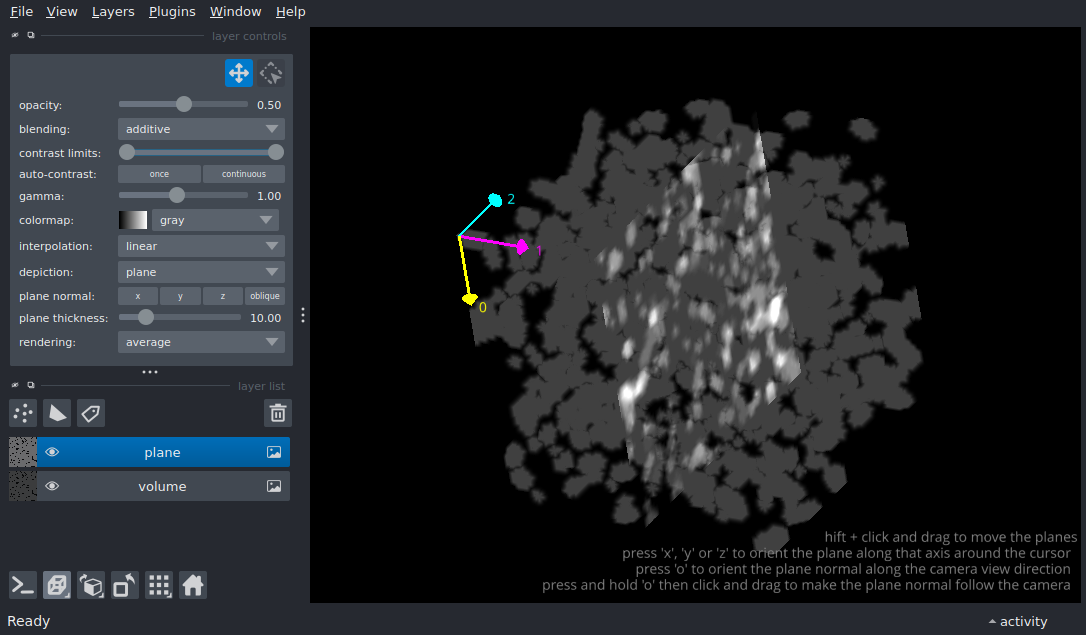 File View Layers Plugins Window Help
layer controls
opacity: 0.50
blending: additive
contrast limits:
auto-contrast: once continuous
gamma: 1.00
colormap: gray
interpolation: linear
depiction: plane
plane normal: x y z oblique
plane thickness: 10.00
rendering: average
layer list
plane
volume
2
1
0
hift + click and drag to move the planes
press 'x', 'y' or 'z' to orient the plane along that axis around the cursor
press 'o' to orient the plane normal along the camera view direction
press and hold 'o' then click and drag to make the plane normal follow the camera
Ready
activity